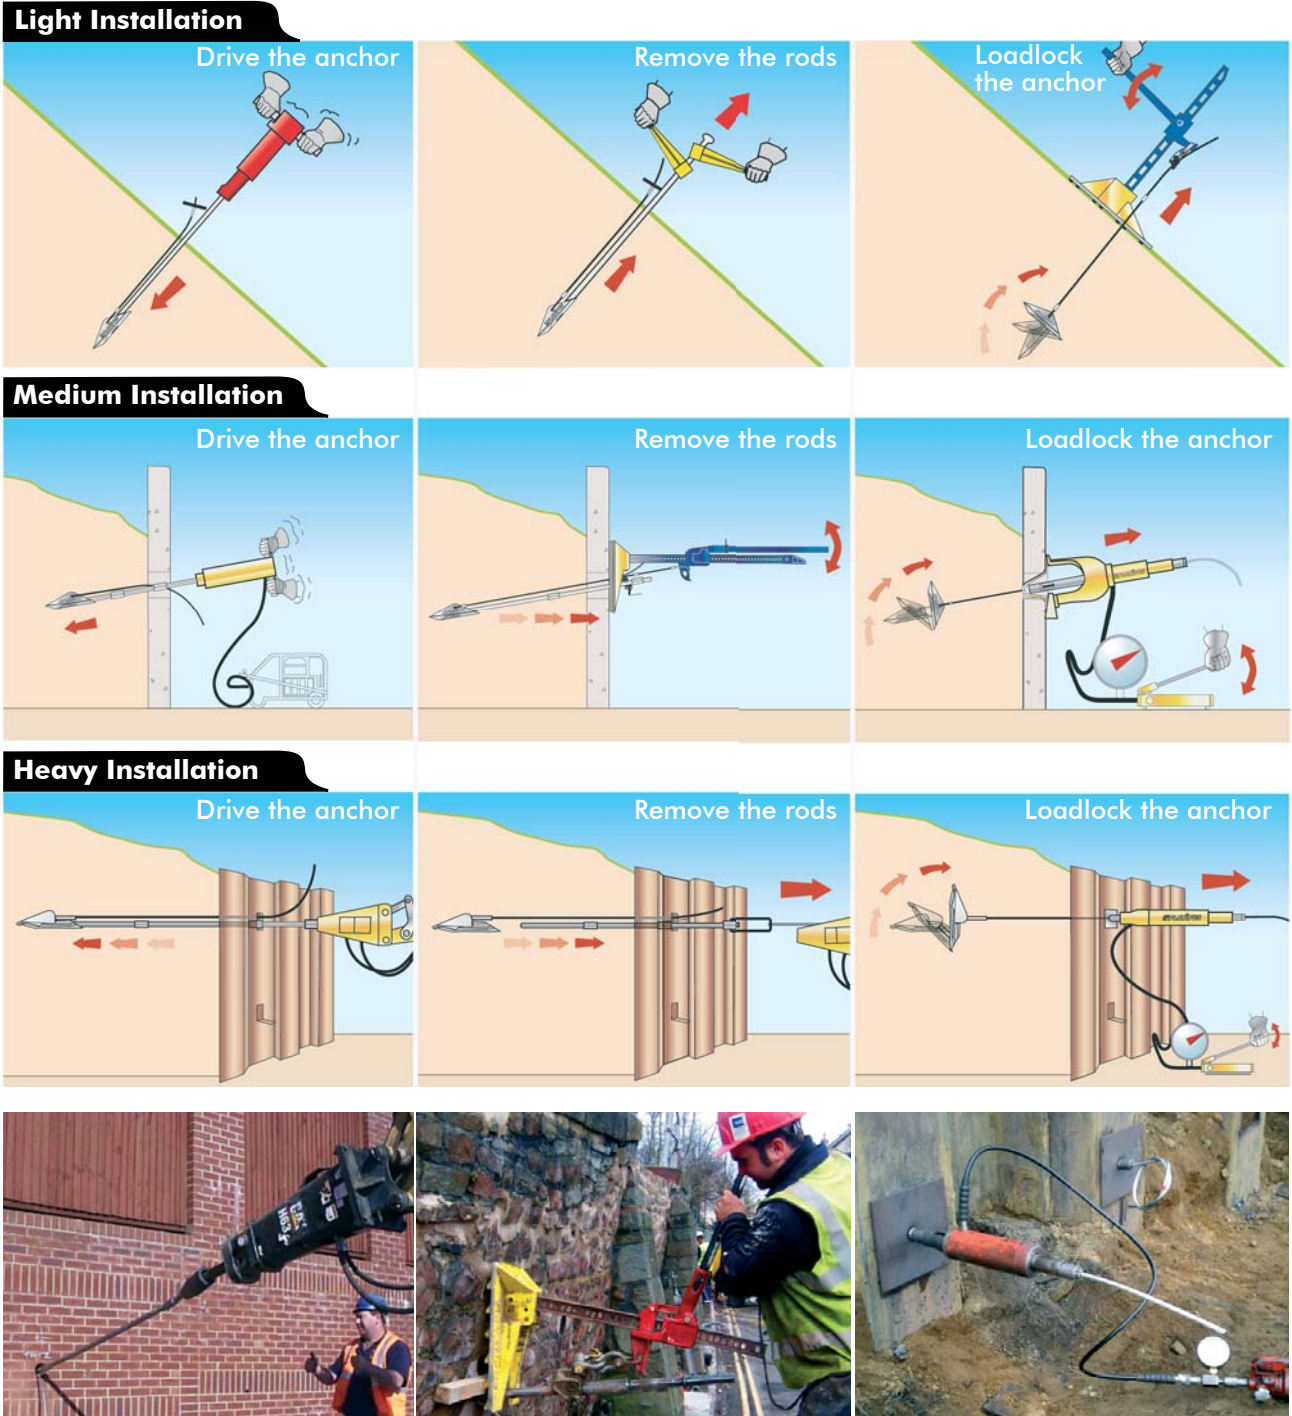 Light Installation
Drive the anchor
Remove the rods
Loadlock
the anchor
Medium Installation
Drive the anchor
Remove the rods
Loadlock the anchor
Heavy Installation
Drive the anchor
Remove the rods
Loadlock the anchor
H63